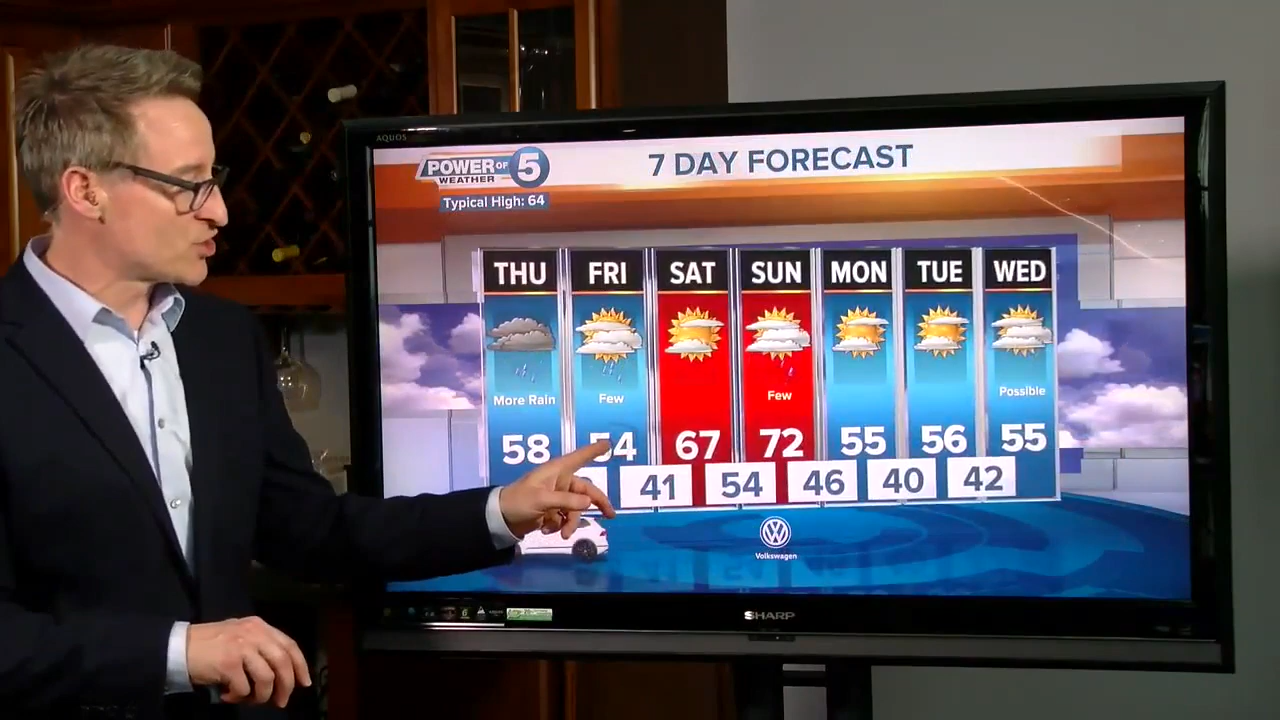 AQUOS
POWER OF 5
WEATHER
7 DAY FORECAST
Typical High: 64
THU FRI SAT SUN MON TUE WED
More Rain Few Few Possible
58 54 67 72 55 56 55
41 54 46 40 42
Volkswagen
SHARP